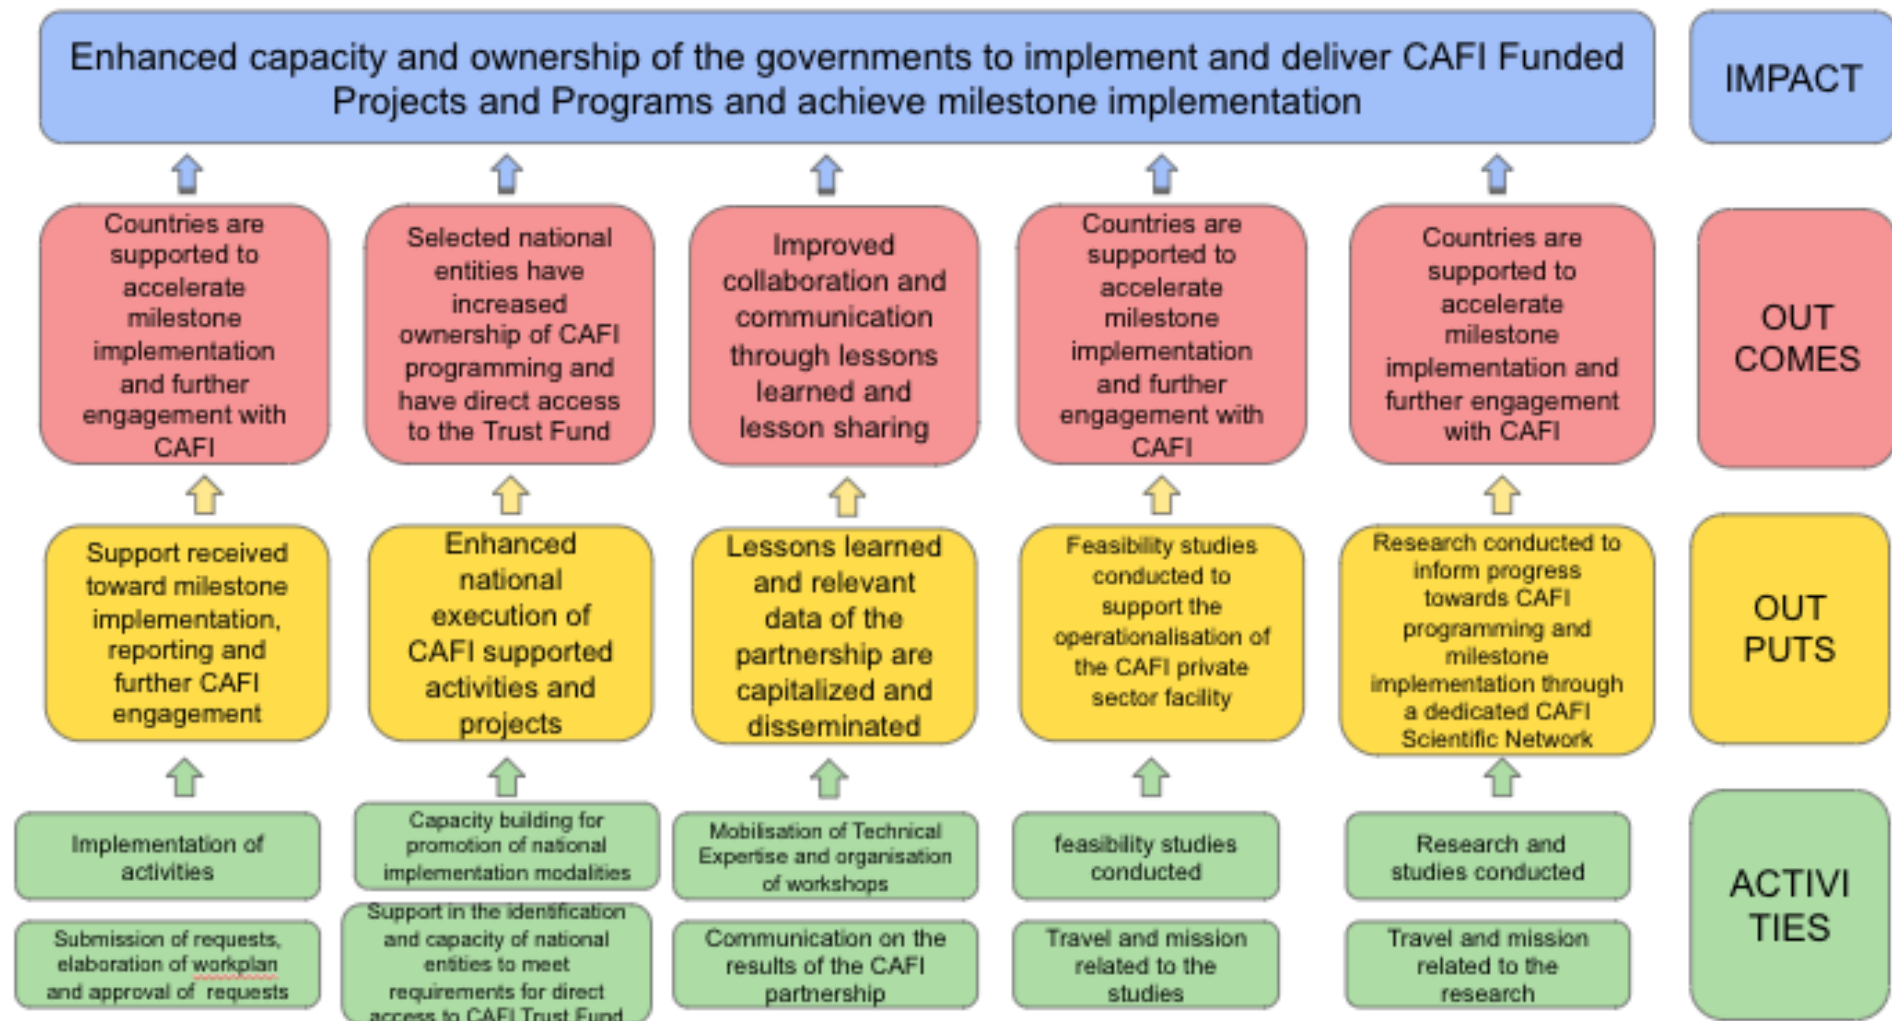 Enhanced capacity and ownership of the governments to implement and deliver CAFI Funded
Projects and Programs and achieve milestone implementation
IMPACT
Countries are
supported to
accelerate
milestone
implementation
and further
engagement with
CAFI
Selected national
entities have
increased
ownership of CAFI
programming and
have direct access
to the Trust Fund
Improved
collaboration and
communication
through lessons
learned and
lesson sharing
Countries are
supported to
accelerate
milestone
implementation
and further
engagement with
CAFI
Countries are
supported to
accelerate
milestone
implementation and
further engagement
with CAFI
OUT
COMES
Support received
toward milestone
implementation,
reporting and
further CAFI
engagement
Enhanced
national
execution of
CAFI supported
activities and
projects
Lessons learned
and relevant
data of the
partnership are
capitalized and
disseminated
Feasibility studies
conducted to
support the
operationalisation of
the CAFI private
sector facility
Research conducted to
inform progress
towards CAFI
programming and
milestone
implementation through
a dedicated CAFI
Scientific Network
OUT
PUTS
Implementation of
activities
Capacity building for
promotion of national
implementation modalities
Mobilisation of Technical
Expertise and organisation
of workshops
feasibility studies
conducted
Research and
studies conducted
ACTIVI
TIES
Submission of requests,
elaboration of workplan
and approval of requests
Support in the identification
and capacity of national
entities to meet
requirements for direct
access to CAFI Trust Fund
Communication on the
results of the CAFI
partnership
Travel and mission
related to the
studies
Travel and mission
related to the
research